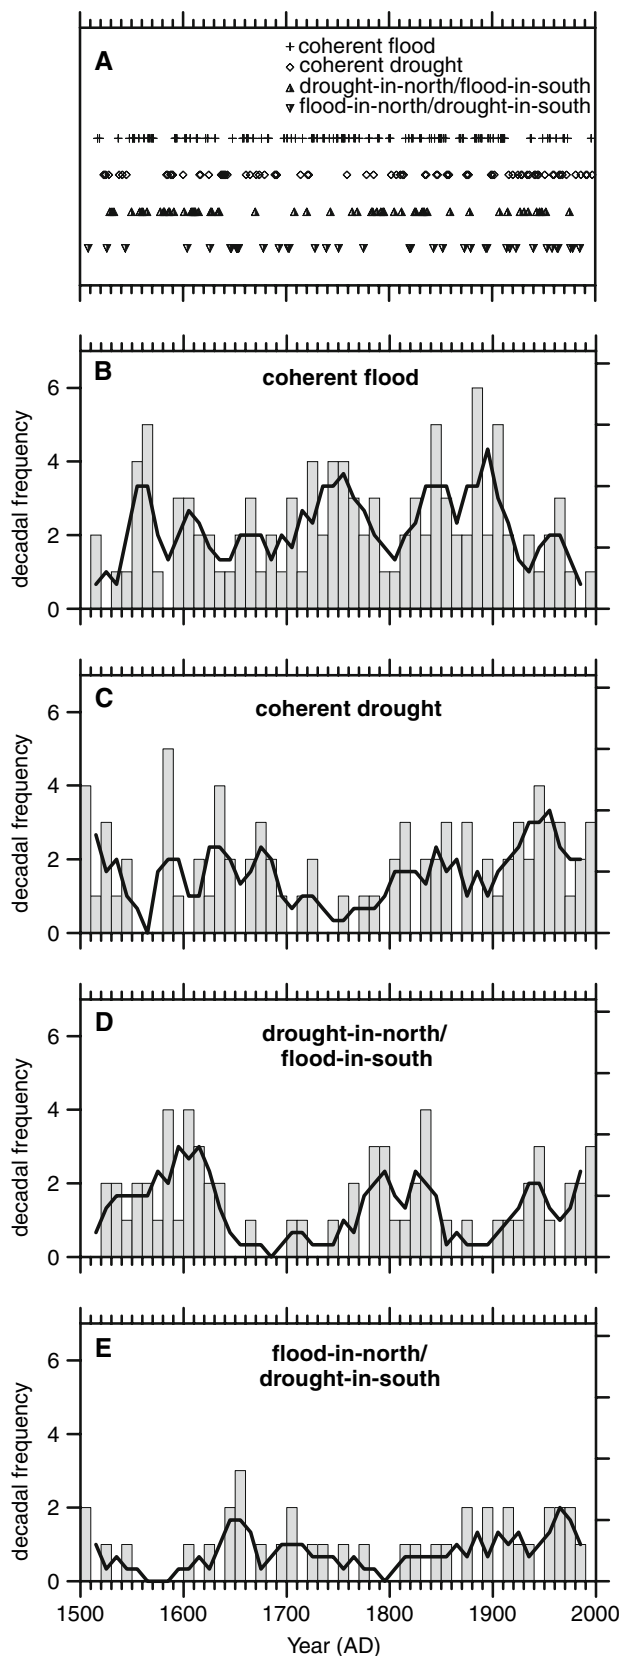 A
+ coherent flood
◇ coherent drought
▲ drought-in-north/flood-in-south
▼ flood-in-north/drought-in-south
B
coherent flood
6
4
2
0
decadal frequency
C
coherent drought
6
4
2
0
decadal frequency
D
drought-in-north/
flood-in-south
6
4
2
0
decadal frequency
E
flood-in-north/
drought-in-south
6
4
2
0
decadal frequency
1500 1600 1700 1800 1900 2000
Year (AD)